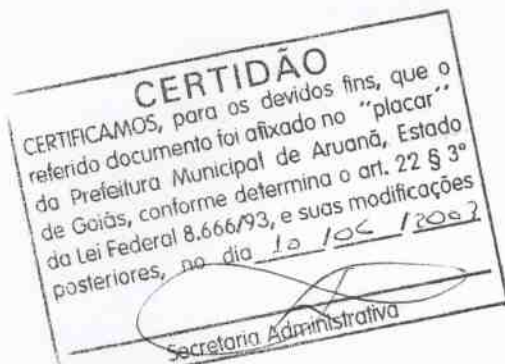 CERTIDÃO
CERTIFICAMOS, para os devidos fins, que o
referido documento foi afixado no "placar"
da Prefeitura Municipal de Aruanã, Estado
de Goiás, conforme determina o art. 22 § 3º
da Lei Federal 8.666/93, e suas modificações
posteriores, no dia 10 / /
Secretaria Administrativa